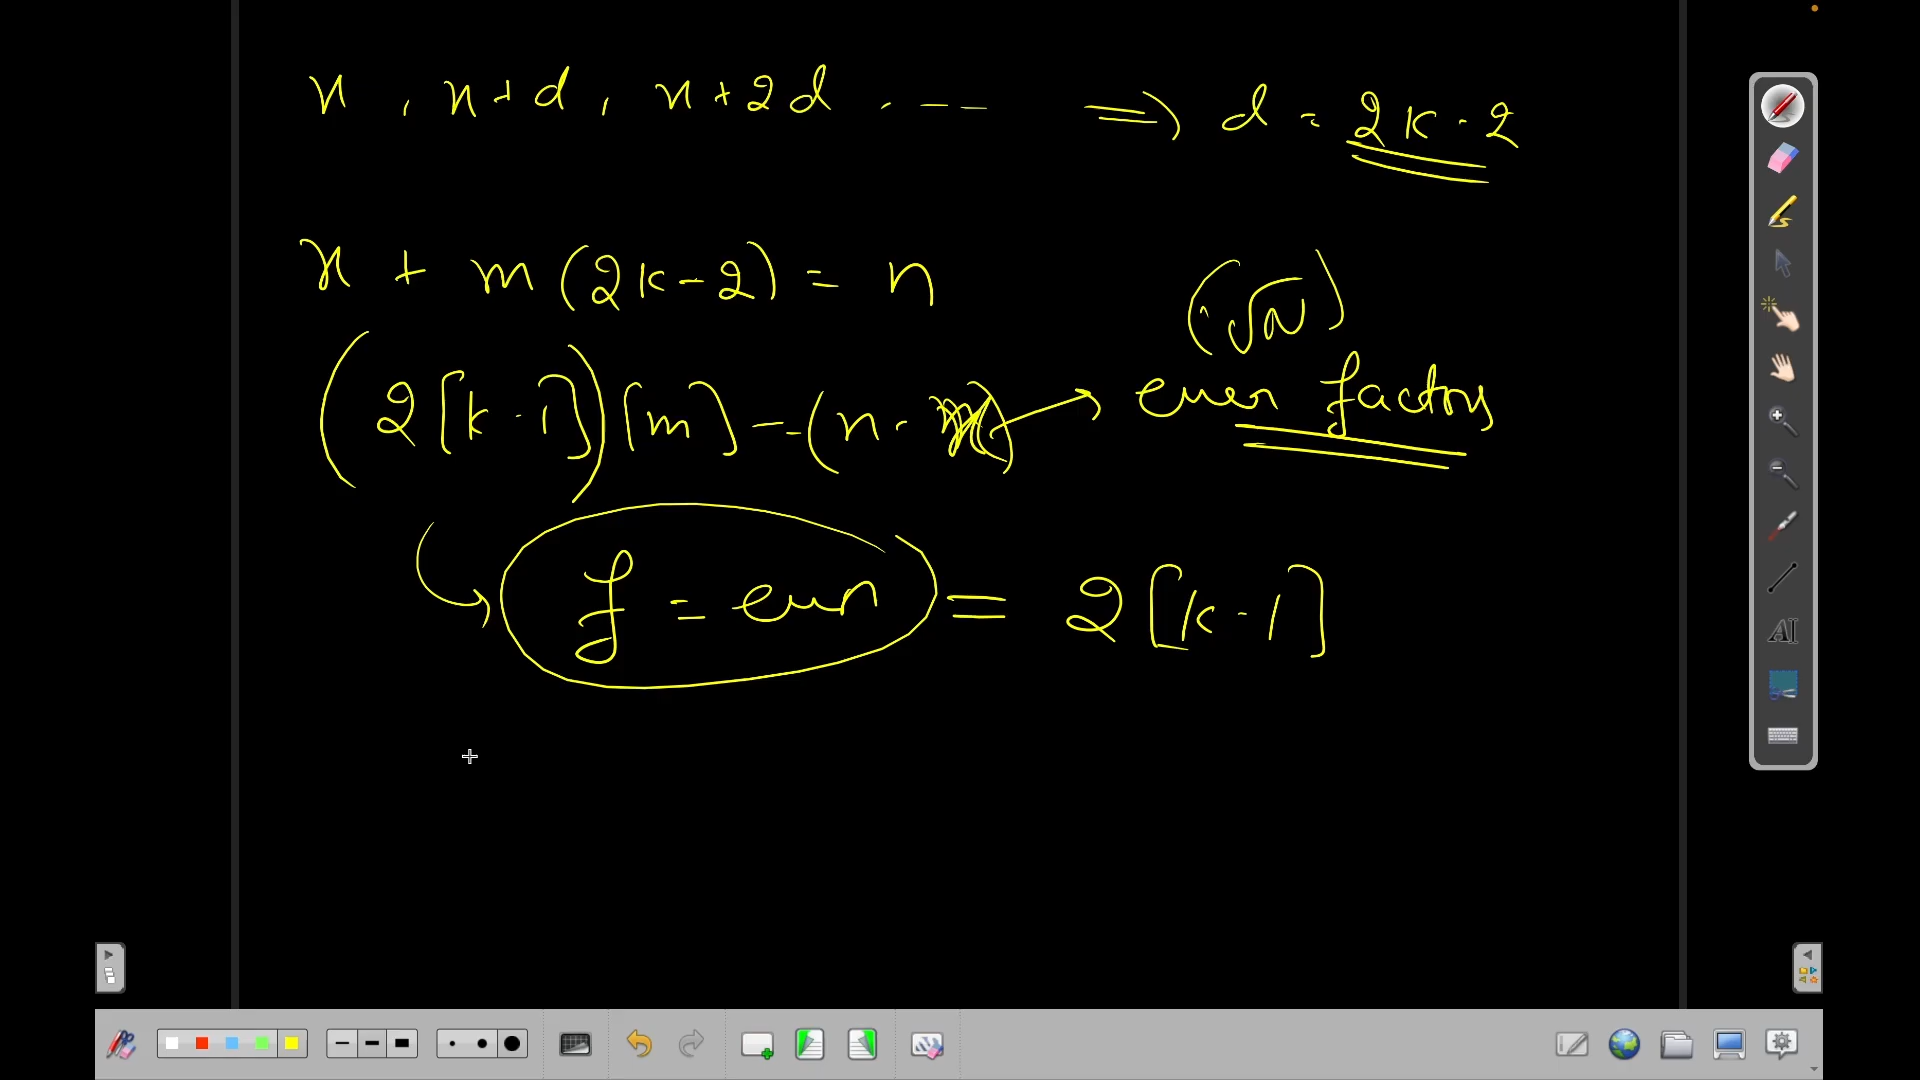 x , x + d , x + 2d . --- => d = 2k - 2
x + m (2k - 2) = n
(√N)
(2[k - 1]) [m] -- (n - x) → even factors
f = even = 2[k - 1]